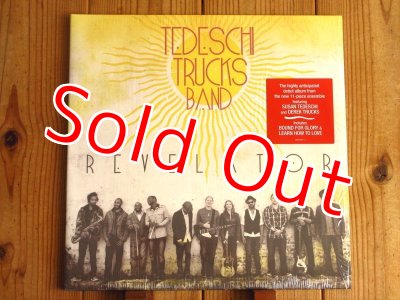 TEDESCHI
TRUCKS
BAND
The highly anticipated
debut album from
the new 11-piece ensemble
featuring
SUSAN TEDESCHI
and DEREK TRUCKS
Includes
BOUND FOR GLORY &
LEARN HOW TO LOVE
Sold Out
REVELATOR